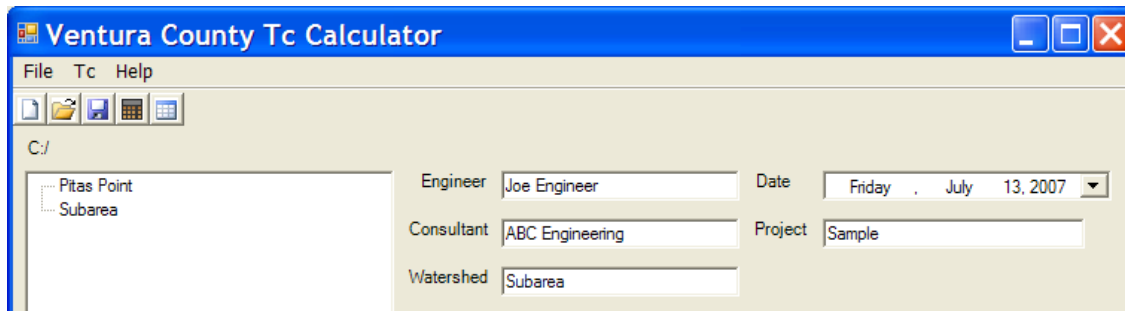 Ventura County Tc Calculator
File Tc Help
C:/
Pitas Point
Subarea
Engineer Joe Engineer Date Friday , July 13, 2007
Consultant ABC Engineering Project Sample
Watershed Subarea